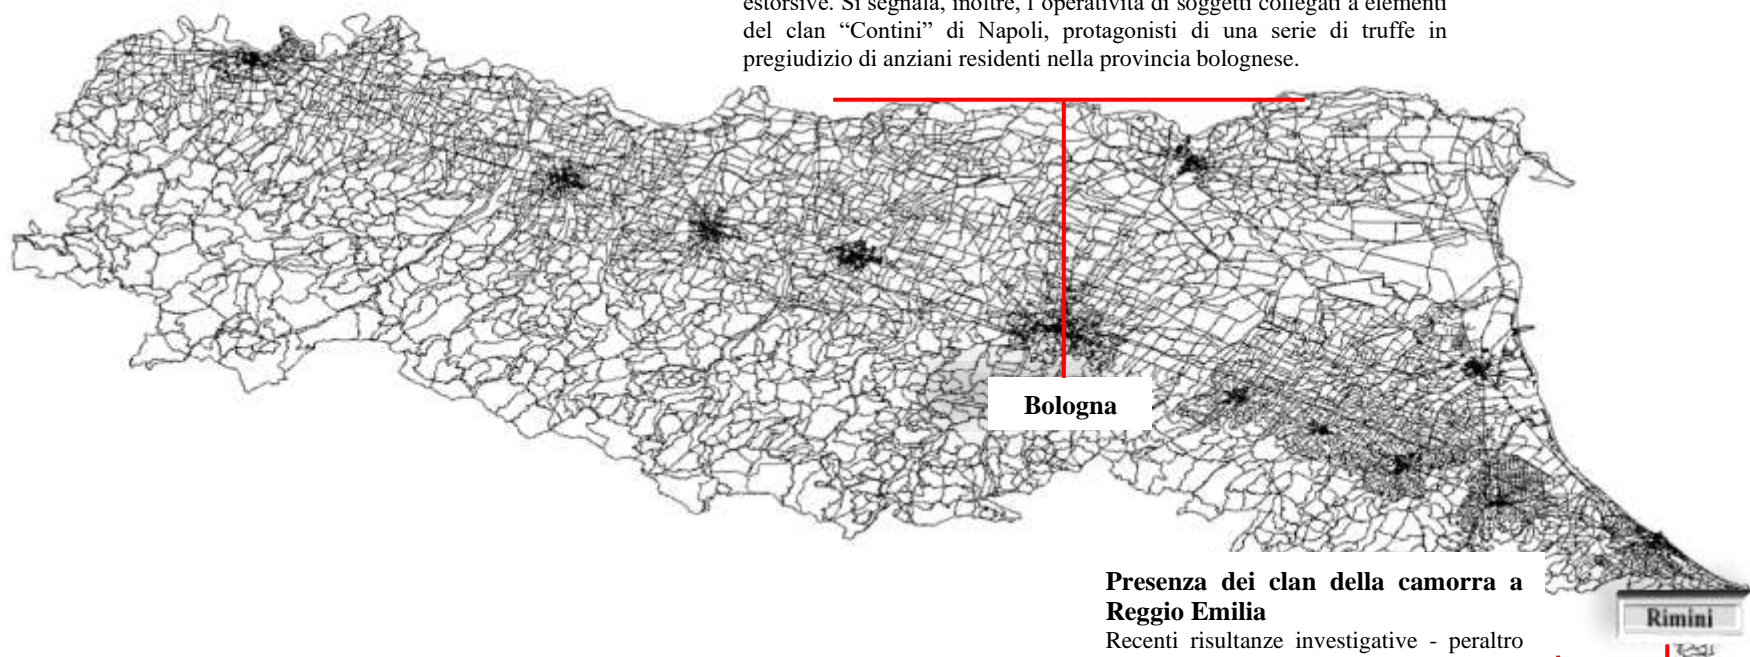 estorsive. Si segnala, inoltre, l’operatività di soggetti collegati a elementi
del clan “Contini” di Napoli, protagonisti di una serie di truffe in
pregiudizio di anziani residenti nella provincia bolognese.
Bologna
Presenza dei clan della camorra a
Reggio Emilia
Recenti risultanze investigative - peraltro
Rimini